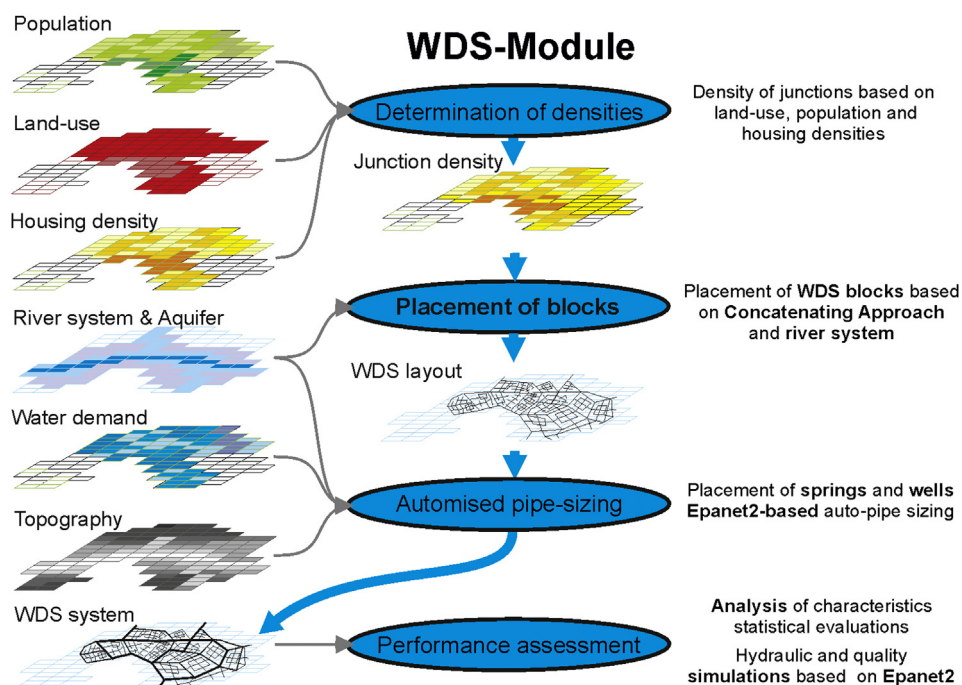 Population
WDS-Module
Determination of densities
Density of junctions based on
land-use, population and
housing densities
Land-use
Junction density
Housing density
River system & Aquifer
Placement of blocks
Placement of WDS blocks based
on Concatenating Approach
and river system
WDS layout
Water demand
Automised pipe-sizing
Placement of springs and wells
Epanet2-based auto-pipe sizing
Topography
WDS system
Performance assessment
Analysis of characteristics
statistical evaluations
Hydraulic and quality
simulations based on Epanet2